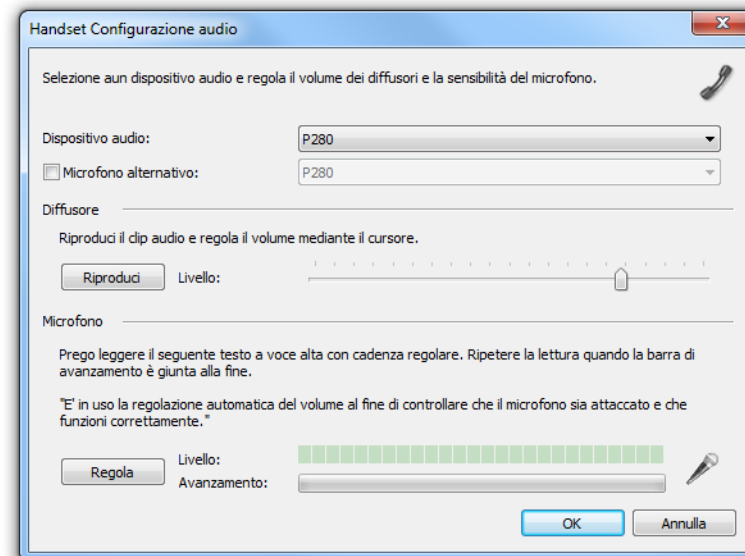 Handset Configurazione audio
Selezione aun dispositivo audio e regola il volume dei diffusori e la sensibilità del microfono.
Dispositivo audio:
P280
Microfono alternativo:
P280
Diffusore
Riproduci il clip audio e regola il volume mediante il cursore.
Riproduci
Livello:
Microfono
Prego leggere il seguente testo a voce alta con cadenza regolare. Ripetere la lettura quando la barra di
avanzamento è giunta alla fine.
"E' in uso la regolazione automatica del volume al fine di controllare che il microfono sia attaccato e che
funzioni correttamente."
Regola
Livello:
Avanzamento:
OK
Annulla